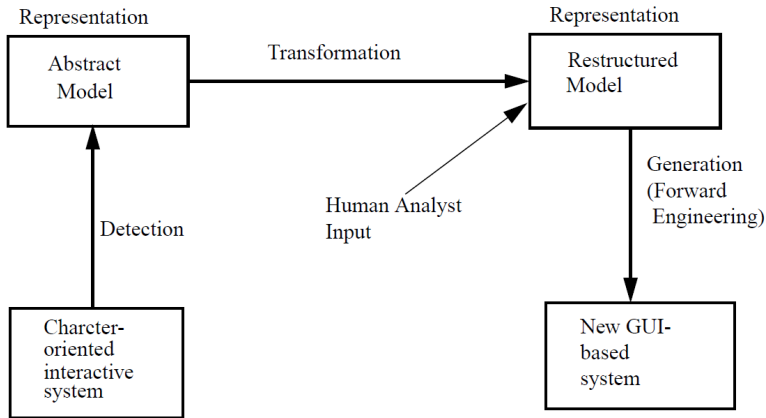 Representation
Abstract
Model
Transformation
Representation
Restructured
Model
Human Analyst
Input
Generation
(Forward
Engineering)
Detection
Charcter-
oriented
interactive
system
New GUI-
based
system